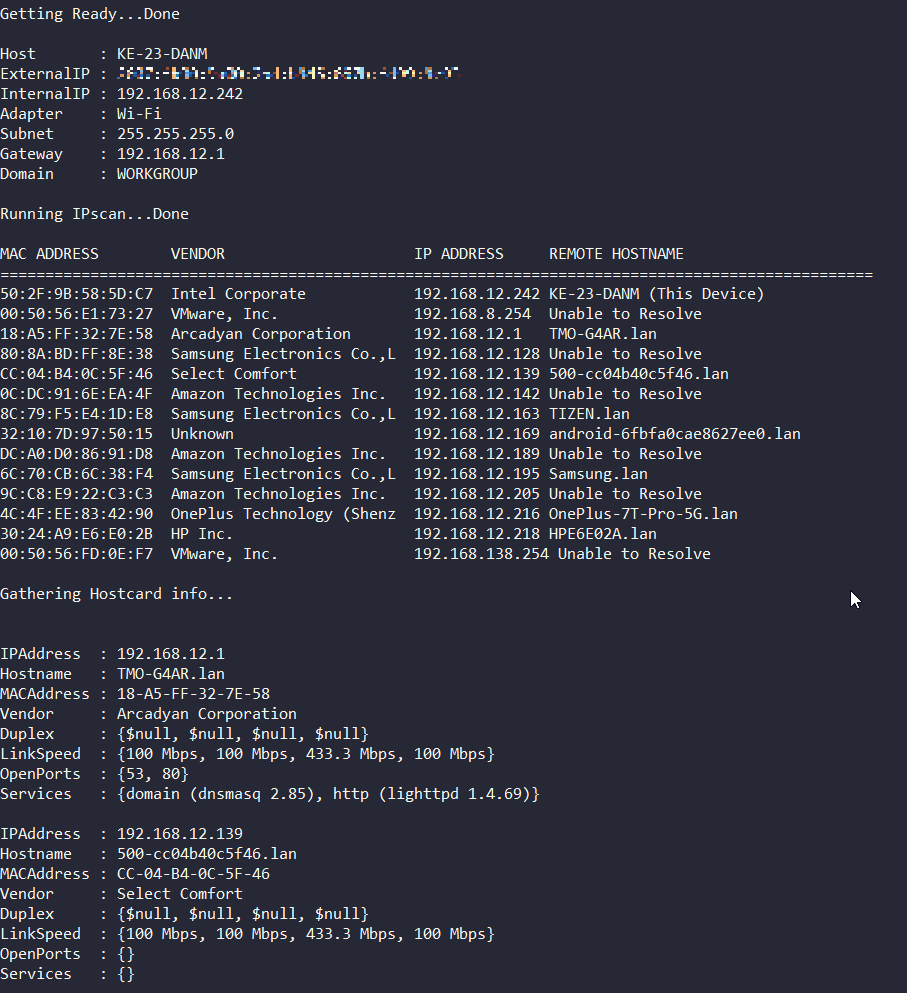 Getting Ready...Done
Host        : KE-23-DANM
ExternalIP :
InternalIP : 192.168.12.242
Adapter    : Wi-Fi
Subnet     : 255.255.255.0
Gateway    : 192.168.12.1
Domain     : WORKGROUP
Running IPscan...Done
MAC ADDRESS        VENDOR                     IP ADDRESS     REMOTE HOSTNAME
=================================================================================================
50:2F:9B:58:5D:C7  Intel Corporate            192.168.12.242 KE-23-DANM (This Device)
00:50:56:E1:73:27  VMware, Inc.               192.168.8.254  Unable to Resolve
18:A5:FF:32:7E:58  Arcadyan Corporation       192.168.12.1   TMO-G4AR.lan
80:8A:BD:FF:8E:38  Samsung Electronics Co.,L  192.168.12.128 Unable to Resolve
CC:04:B4:0C:5F:46  Select Comfort             192.168.12.139 500-cc04b40c5f46.lan
0C:DC:91:6E:EA:4F  Amazon Technologies Inc.   192.168.12.142 Unable to Resolve
8C:79:F5:E4:1D:E8  Samsung Electronics Co.,L  192.168.12.163 TIZEN.lan
32:10:7D:97:50:15  Unknown                    192.168.12.169 android-6fbfa0cae8627ee0.lan
DC:A0:D0:86:91:D8  Amazon Technologies Inc.   192.168.12.189 Unable to Resolve
6C:70:CB:6C:38:F4  Samsung Electronics Co.,L  192.168.12.195 Samsung.lan
9C:C8:E9:22:C3:C3  Amazon Technologies Inc.   192.168.12.205 Unable to Resolve
4C:4F:EE:83:42:90  OnePlus Technology (Shenz  192.168.12.216 OnePlus-7T-Pro-5G.lan
30:24:A9:E6:E0:2B  HP Inc.                    192.168.12.218 HPE6E02A.lan
00:50:56:FD:0E:F7  VMware, Inc.               192.168.138.254 Unable to Resolve
Gathering Hostcard info...
IPAddress  : 192.168.12.1
Hostname   : TMO-G4AR.lan
MACAddress : 18-A5-FF-32-7E-58
Vendor     : Arcadyan Corporation
Duplex     : {$null, $null, $null, $null}
LinkSpeed  : {100 Mbps, 100 Mbps, 433.3 Mbps, 100 Mbps}
OpenPorts  : {53, 80}
Services   : {domain (dnsmasq 2.85), http (lighttpd 1.4.69)}
IPAddress  : 192.168.12.139
Hostname   : 500-cc04b40c5f46.lan
MACAddress : CC-04-B4-0C-5F-46
Vendor     : Select Comfort
Duplex     : {$null, $null, $null, $null}
LinkSpeed  : {100 Mbps, 100 Mbps, 433.3 Mbps, 100 Mbps}
OpenPorts  : {}
Services   : {}